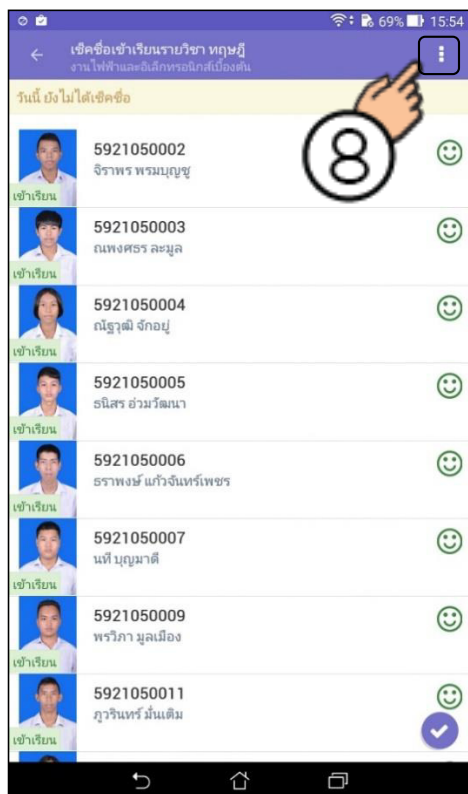 69% 15:54
เช็คชื่อเข้าเรียนรายวิชา ทฤษฎี
งานไฟฟ้าและอิเล็กทรอนิกส์เบื้องต้น
วันนี้ ยังไม่ได้เช็คชื่อ
5921050002
จิราพร พรมบุญชู
เข้าเรียน
8
5921050003
ณพงศธร ละมูล
เข้าเรียน
5921050004
ณัฐวุฒิ จักอยู่
เข้าเรียน
5921050005
ธนิสร อ่วมวัฒนา
เข้าเรียน
5921050006
ธราพงษ์ แก้วจันทร์เพชร
เข้าเรียน
5921050007
นที บุญมาดี
เข้าเรียน
5921050009
พรวิภา มูลเมือง
เข้าเรียน
5921050011
ภูวรินทร์ มั่นเติม
เข้าเรียน